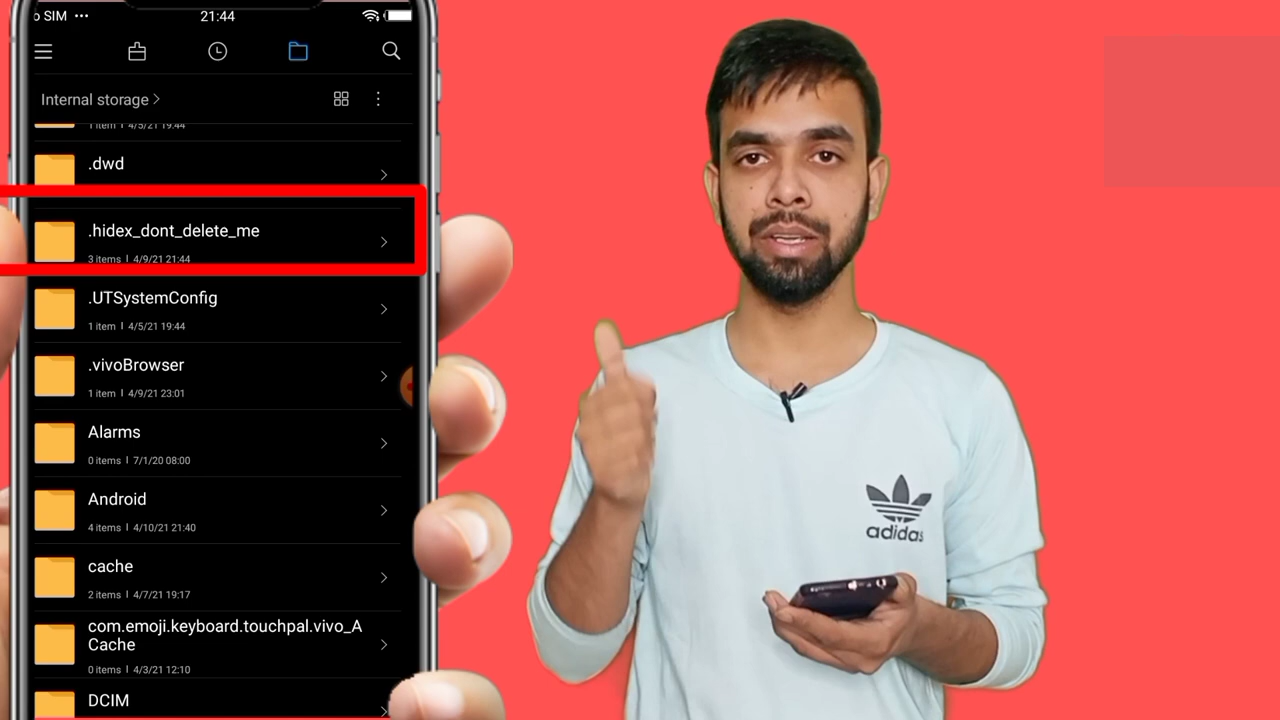 SIM
21:44
Internal storage
1 item | 4/5/21 19:44
.dwd
.hidex_dont_delete_me
3 items | 4/9/21 21:44
.UTSystemConfig
1 item | 4/5/21 19:44
.vivoBrowser
1 item | 4/9/21 23:01
Alarms
0 items | 7/1/20 08:00
Android
4 items | 4/10/21 21:40
cache
2 items | 4/7/21 19:17
com.emoji.keyboard.touchpal.vivo_A
Cache
0 items | 4/3/21 12:10
DCIM
adidas